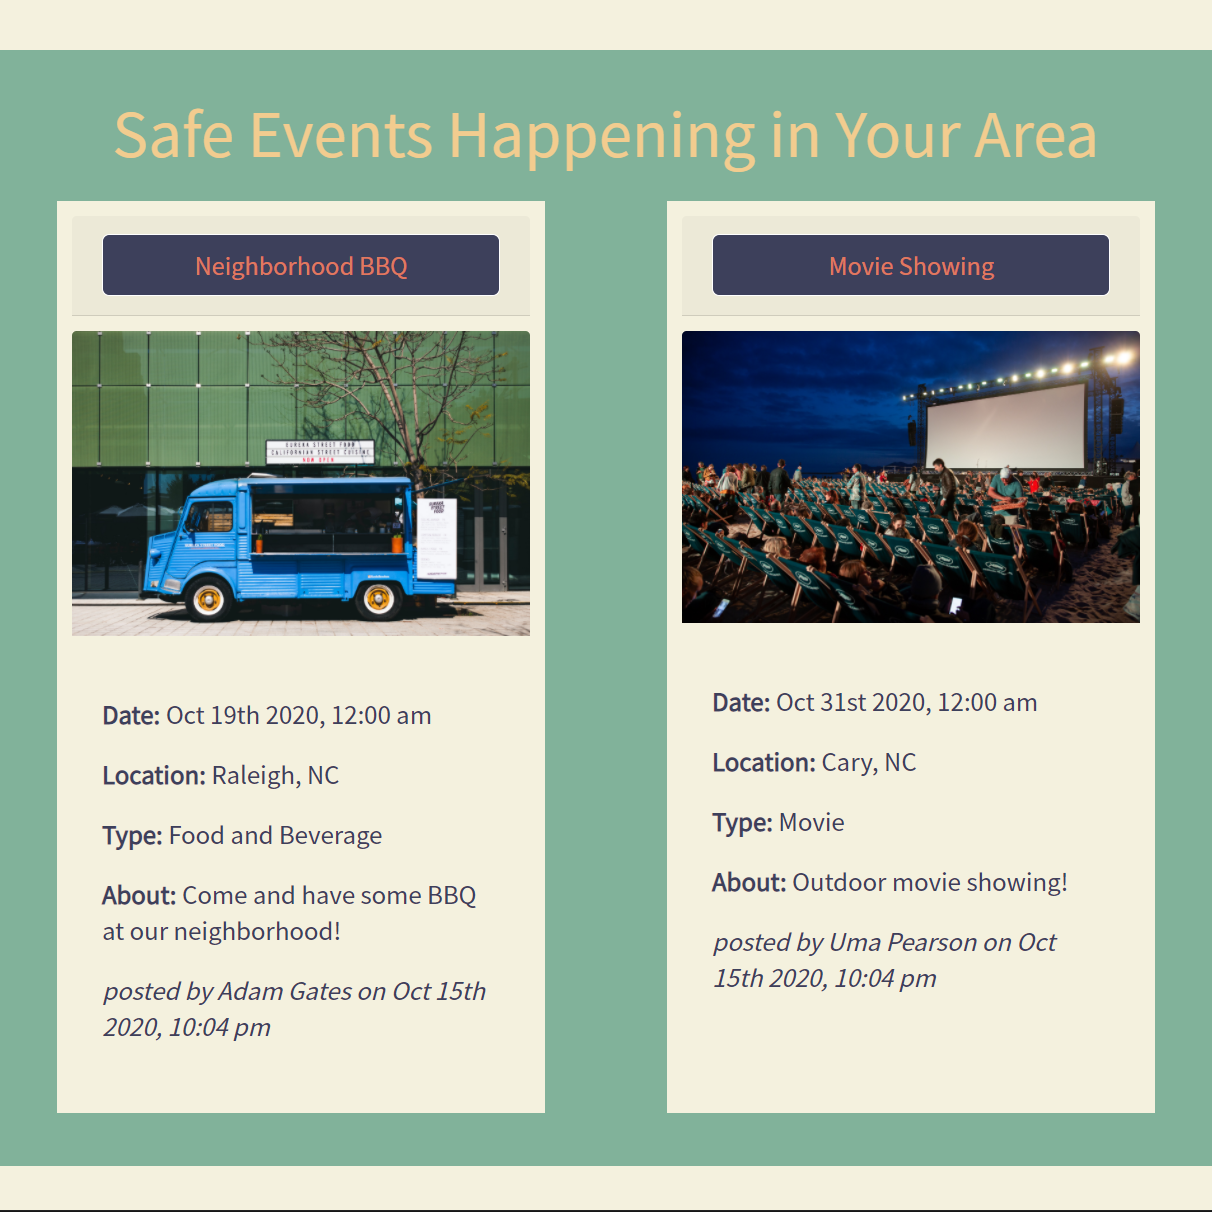 Safe Events Happening in Your Area
Neighborhood BBQ
EUREKA STREET FOOD
CALIFORNIAN STREET CUISINE
NOW OPEN
Date: Oct 19th 2020, 12:00 am
Location: Raleigh, NC
Type: Food and Beverage
About: Come and have some BBQ
at our neighborhood!
posted by Adam Gates on Oct 15th
2020, 10:04 pm
Movie Showing
Date: Oct 31st 2020, 12:00 am
Location: Cary, NC
Type: Movie
About: Outdoor movie showing!
posted by Uma Pearson on Oct
15th 2020, 10:04 pm